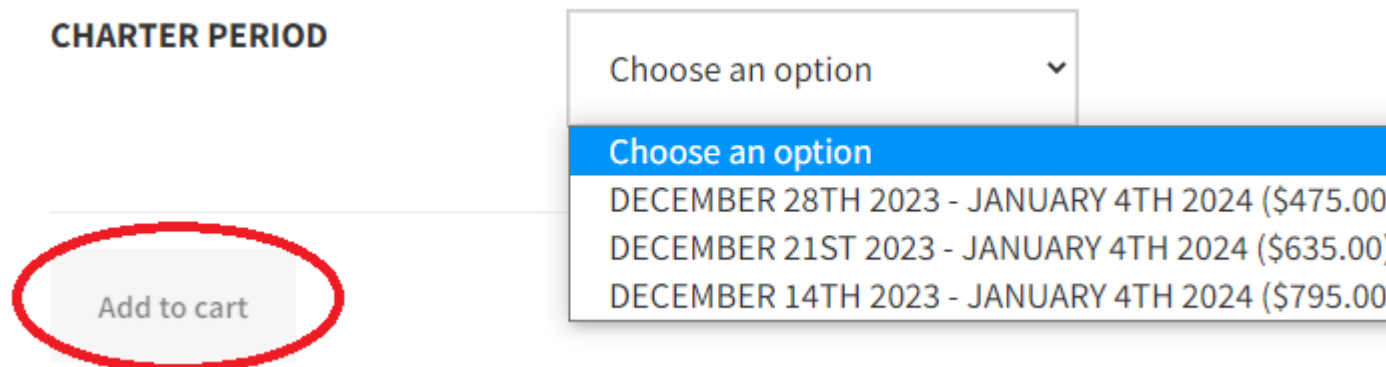 CHARTER PERIOD
Choose an option
Choose an option
DECEMBER 28TH 2023 - JANUARY 4TH 2024 ($475.00
DECEMBER 21ST 2023 - JANUARY 4TH 2024 ($635.00)
DECEMBER 14TH 2023 - JANUARY 4TH 2024 ($795.00
Add to cart